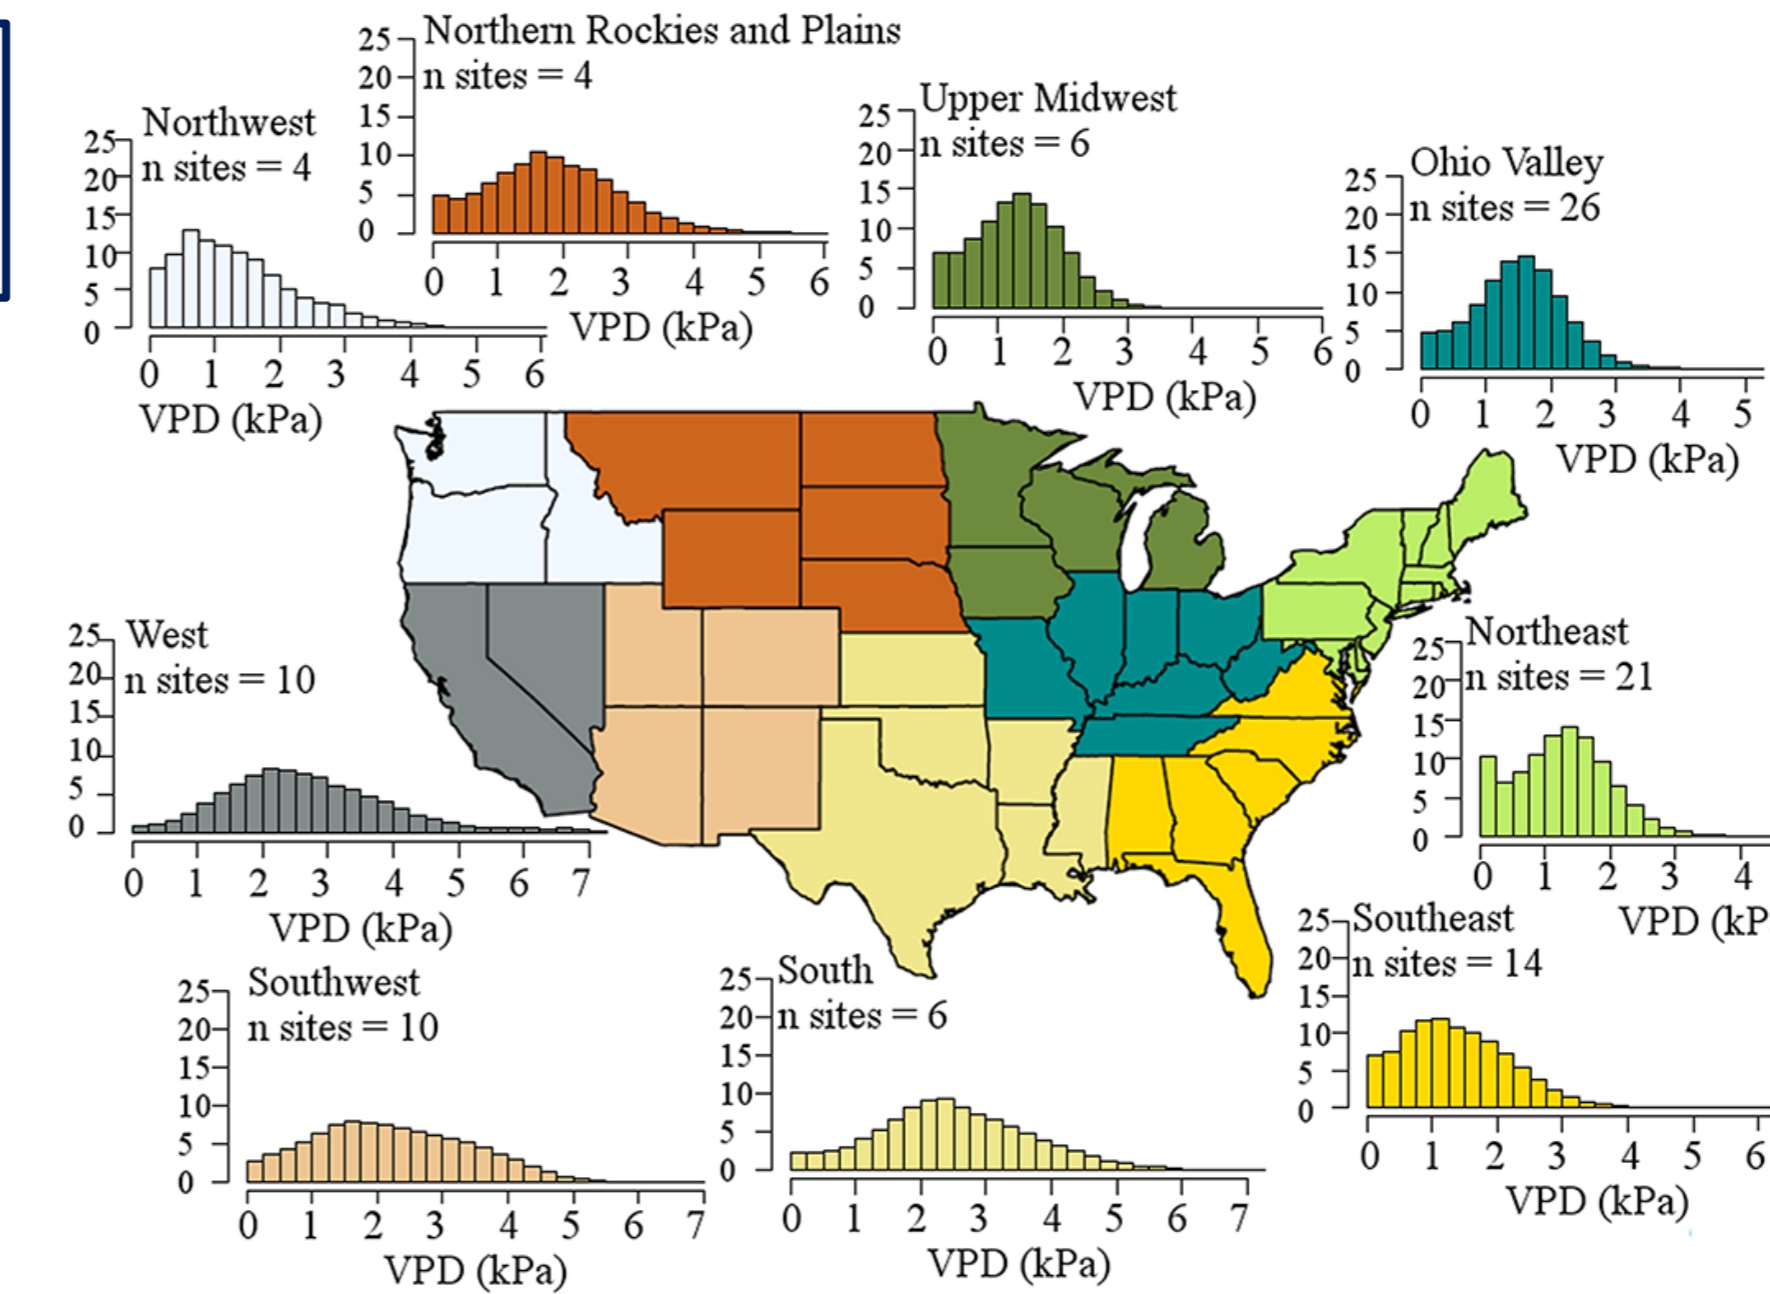 Northern Rockies and Plains
n sites = 4
25
20
15
10
5
0
0 1 2 3 4 5 6
VPD (kPa)
Northwest
n sites = 4
25
20
15
10
5
0
0 1 2 3 4 5 6
VPD (kPa)
Upper Midwest
n sites = 6
25
20
15
10
5
0
0 1 2 3 4 5 6
VPD (kPa)
Ohio Valley
n sites = 26
25
20
15
10
5
0
0 1 2 3 4 5
VPD (kPa)
West
n sites = 10
25
20
15
10
5
0
0 1 2 3 4 5 6 7
VPD (kPa)
Northeast
n sites = 21
25
20
15
10
5
0
0 1 2 3 4
VPD (kP
Southwest
n sites = 10
25
20
15
10
5
0
0 1 2 3 4 5 6 7
VPD (kPa)
South
n sites = 6
25
20
15
10
5
0
0 1 2 3 4 5 6 7
VPD (kPa)
Southeast
n sites = 14
25
20
15
10
5
0
0 1 2 3 4 5 6
VPD (kPa)